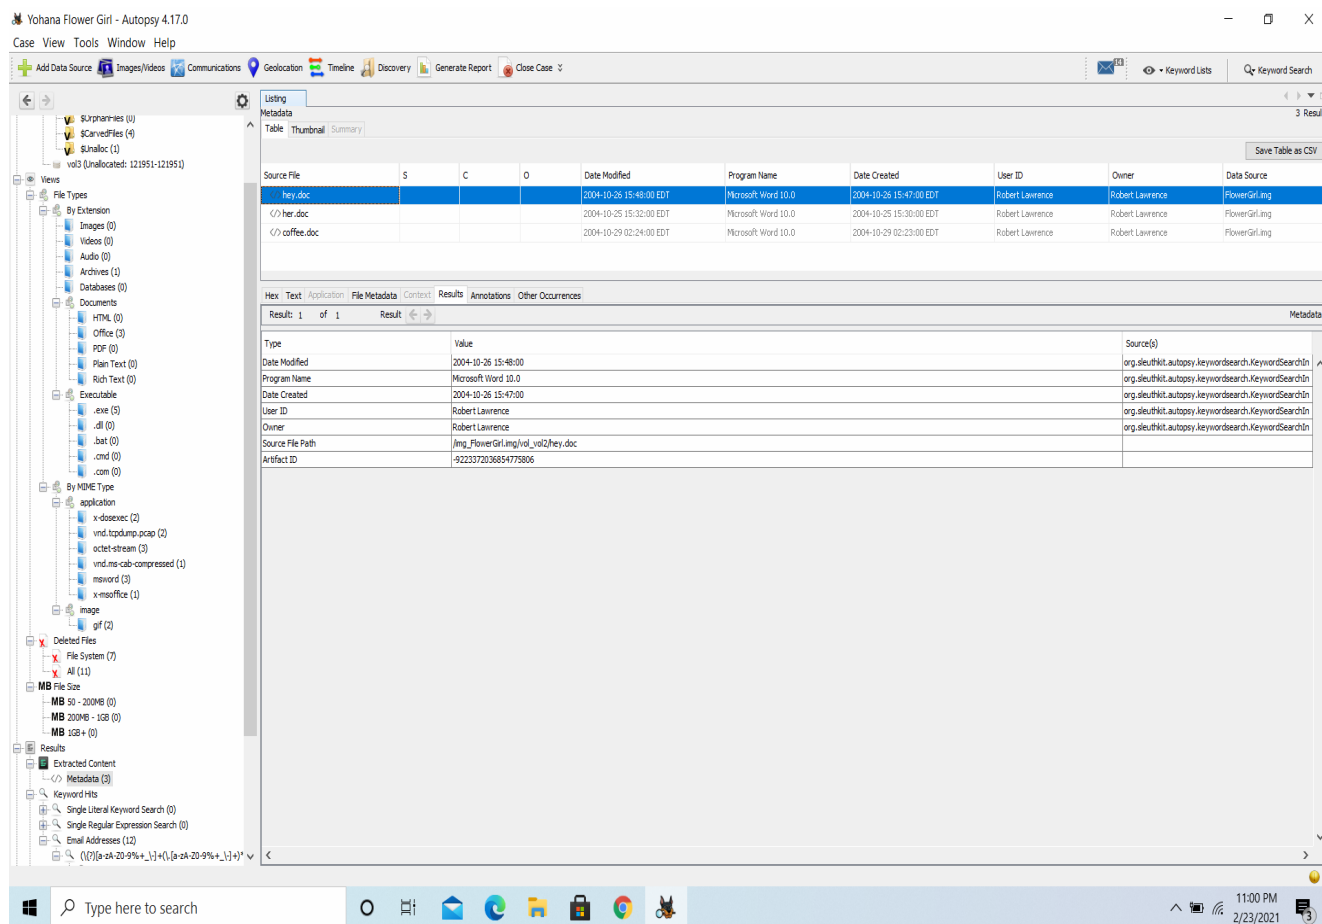 Yohana Flower Girl - Autopsy 4.17.0
Case View Tools Window Help
Add Data Source Images/Videos Communications Geolocation Timeline Discovery Generate Report Close Case
14 Keyword Lists Keyword Search
$OrphanFiles (0)
$CarvedFiles (4)
$Unalloc (1)
vol3 (Unallocated: 121951-121951)
Views
File Types
By Extension
Images (0)
Videos (0)
Audio (0)
Archives (1)
Databases (0)
Documents
HTML (0)
Office (3)
PDF (0)
Plain Text (0)
Rich Text (0)
Executable
.exe (5)
.dll (0)
.bat (0)
.cmd (0)
.com (0)
By MIME Type
application
x-dosexec (2)
vnd.tcpdump.pcap (2)
octet-stream (3)
vnd.ms-cab-compressed (1)
msword (3)
x-msoffice (1)
image
gif (2)
Deleted Files
File System (7)
All (11)
MB File Size
MB 50 - 200MB (0)
MB 200MB - 1GB (0)
MB 1GB+ (0)
Results
Extracted Content
Metadata (3)
Keyword Hits
Single Literal Keyword Search (0)
Single Regular Expression Search (0)
Email Addresses (12)
(\{?)[a-zA-Z0-9%+_\-]+(\.[a-zA-Z0-9%+_\-]+)*
Listing
Metadata
3 Resul
Table Thumbnail Summary
Save Table as CSV
Source File S C O Date Modified Program Name Date Created User ID Owner Data Source
hey.doc 2004-10-26 15:48:00 EDT Microsoft Word 10.0 2004-10-26 15:47:00 EDT Robert Lawrence Robert Lawrence FlowerGirl.img
her.doc 2004-10-25 15:32:00 EDT Microsoft Word 10.0 2004-10-25 15:30:00 EDT Robert Lawrence Robert Lawrence FlowerGirl.img
coffee.doc 2004-10-29 02:24:00 EDT Microsoft Word 10.0 2004-10-29 02:23:00 EDT Robert Lawrence Robert Lawrence FlowerGirl.img
Hex Text Application File Metadata Context Results Annotations Other Occurrences
Result: 1 of 1 Result Metadata
Type Value Source(s)
Date Modified 2004-10-26 15:48:00 org.sleuthkit.autopsy.keywordsearch.KeywordSearchIn
Program Name Microsoft Word 10.0 org.sleuthkit.autopsy.keywordsearch.KeywordSearchIn
Date Created 2004-10-26 15:47:00 org.sleuthkit.autopsy.keywordsearch.KeywordSearchIn
User ID Robert Lawrence org.sleuthkit.autopsy.keywordsearch.KeywordSearchIn
Owner Robert Lawrence org.sleuthkit.autopsy.keywordsearch.KeywordSearchIn
Source File Path /img_FlowerGirl.img/vol_vol2/hey.doc
Artifact ID -9223372036854775806
Type here to search
11:00 PM
2/23/2021
3